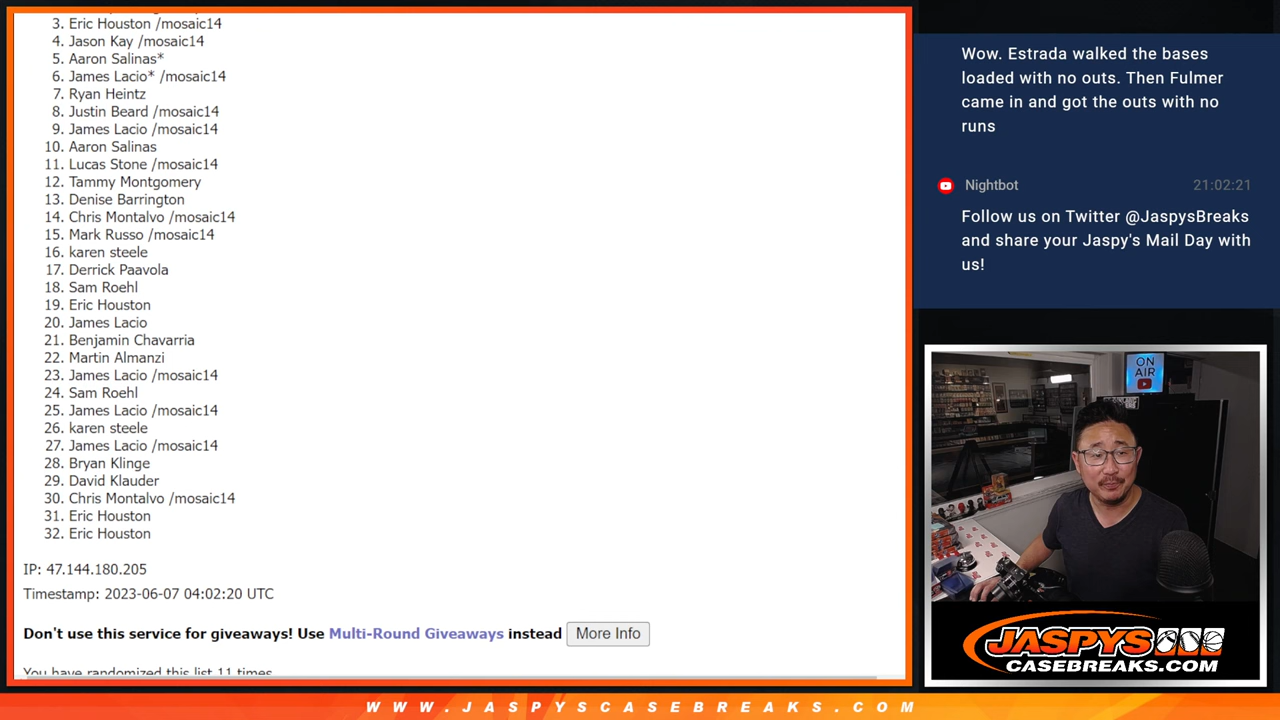 3. Eric Houston /mosaic14
4. Jason Kay /mosaic14
5. Aaron Salinas*
6. James Lacio* /mosaic14
7. Ryan Heintz
8. Justin Beard /mosaic14
9. James Lacio /mosaic14
10. Aaron Salinas
11. Lucas Stone /mosaic14
12. Tammy Montgomery
13. Denise Barrington
14. Chris Montalvo /mosaic14
15. Mark Russo /mosaic14
16. karen steele
17. Derrick Paavola
18. Sam Roehl
19. Eric Houston
20. James Lacio
21. Benjamin Chavarria
22. Martin Almanzi
23. James Lacio /mosaic14
24. Sam Roehl
25. James Lacio /mosaic14
26. karen steele
27. James Lacio /mosaic14
28. Bryan Klinge
29. David Klauder
30. Chris Montalvo /mosaic14
31. Eric Houston
32. Eric Houston
IP: 47.144.180.205
Timestamp: 2023-06-07 04:02:20 UTC
Don't use this service for giveaways! Use Multi-Round Giveaways instead More Info
You have randomized this list 11 times
Wow. Estrada walked the bases
loaded with no outs. Then Fulmer
came in and got the outs with no
runs
Nightbot 21:02:21
Follow us on Twitter @JaspysBreaks
and share your Jaspy's Mail Day with
us!
ON
AIR
JASPYS
CASEBREAKS.COM
WWW.JASPYSCASEBREAKS.COM